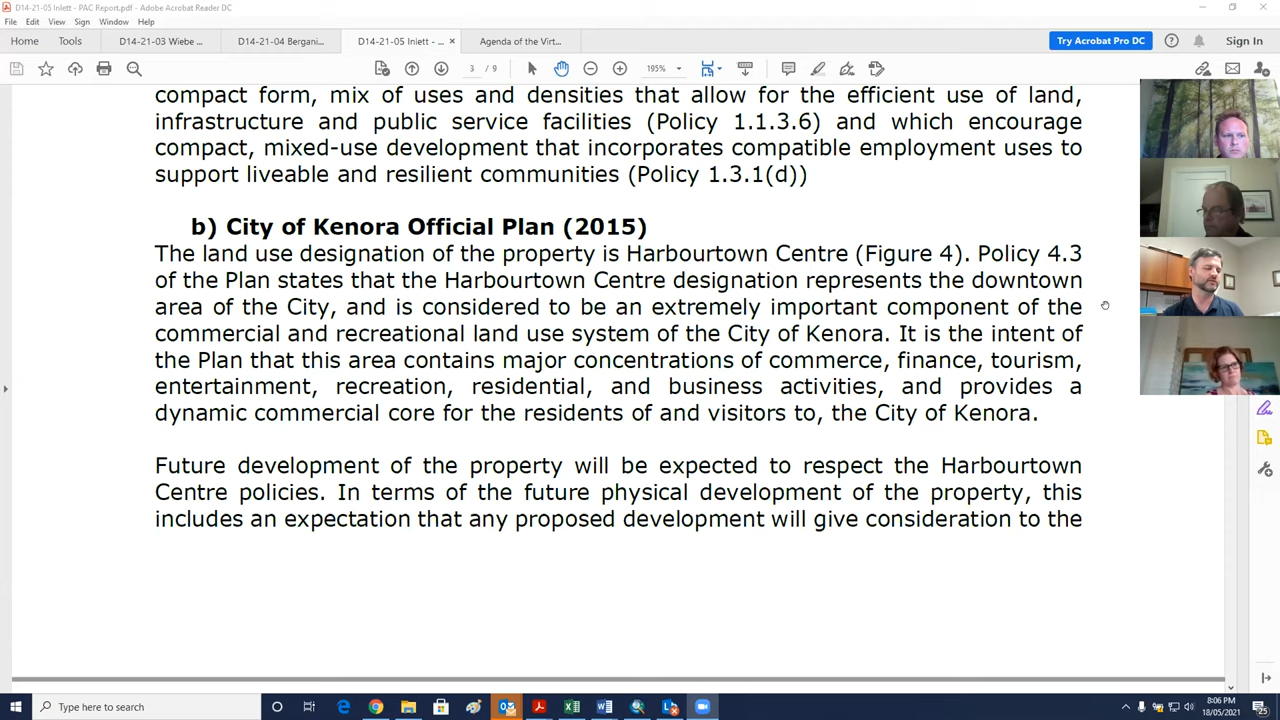 D14-21-05 Inlett - PAC Report.pdf - Adobe Acrobat Reader DC
File Edit View Sign Window Help
Home Tools D14-21-03 Wiebe ... D14-21-04 Bergani... D14-21-05 Inlett - ... × Agenda of the Virt... Try Acrobat Pro DC Sign In
3 / 9 195%
compact form, mix of uses and densities that allow for the efficient use of land,
infrastructure and public service facilities (Policy 1.1.3.6) and which encourage
compact, mixed-use development that incorporates compatible employment uses to
support liveable and resilient communities (Policy 1.3.1(d))
b) City of Kenora Official Plan (2015)
The land use designation of the property is Harbourtown Centre (Figure 4). Policy 4.3
of the Plan states that the Harbourtown Centre designation represents the downtown
area of the City, and is considered to be an extremely important component of the
commercial and recreational land use system of the City of Kenora. It is the intent of
the Plan that this area contains major concentrations of commerce, finance, tourism,
entertainment, recreation, residential, and business activities, and provides a
dynamic commercial core for the residents of and visitors to, the City of Kenora.
Future development of the property will be expected to respect the Harbourtown
Centre policies. In terms of the future physical development of the property, this
includes an expectation that any proposed development will give consideration to the
Type here to search
8:06 PM
18/05/2021
25